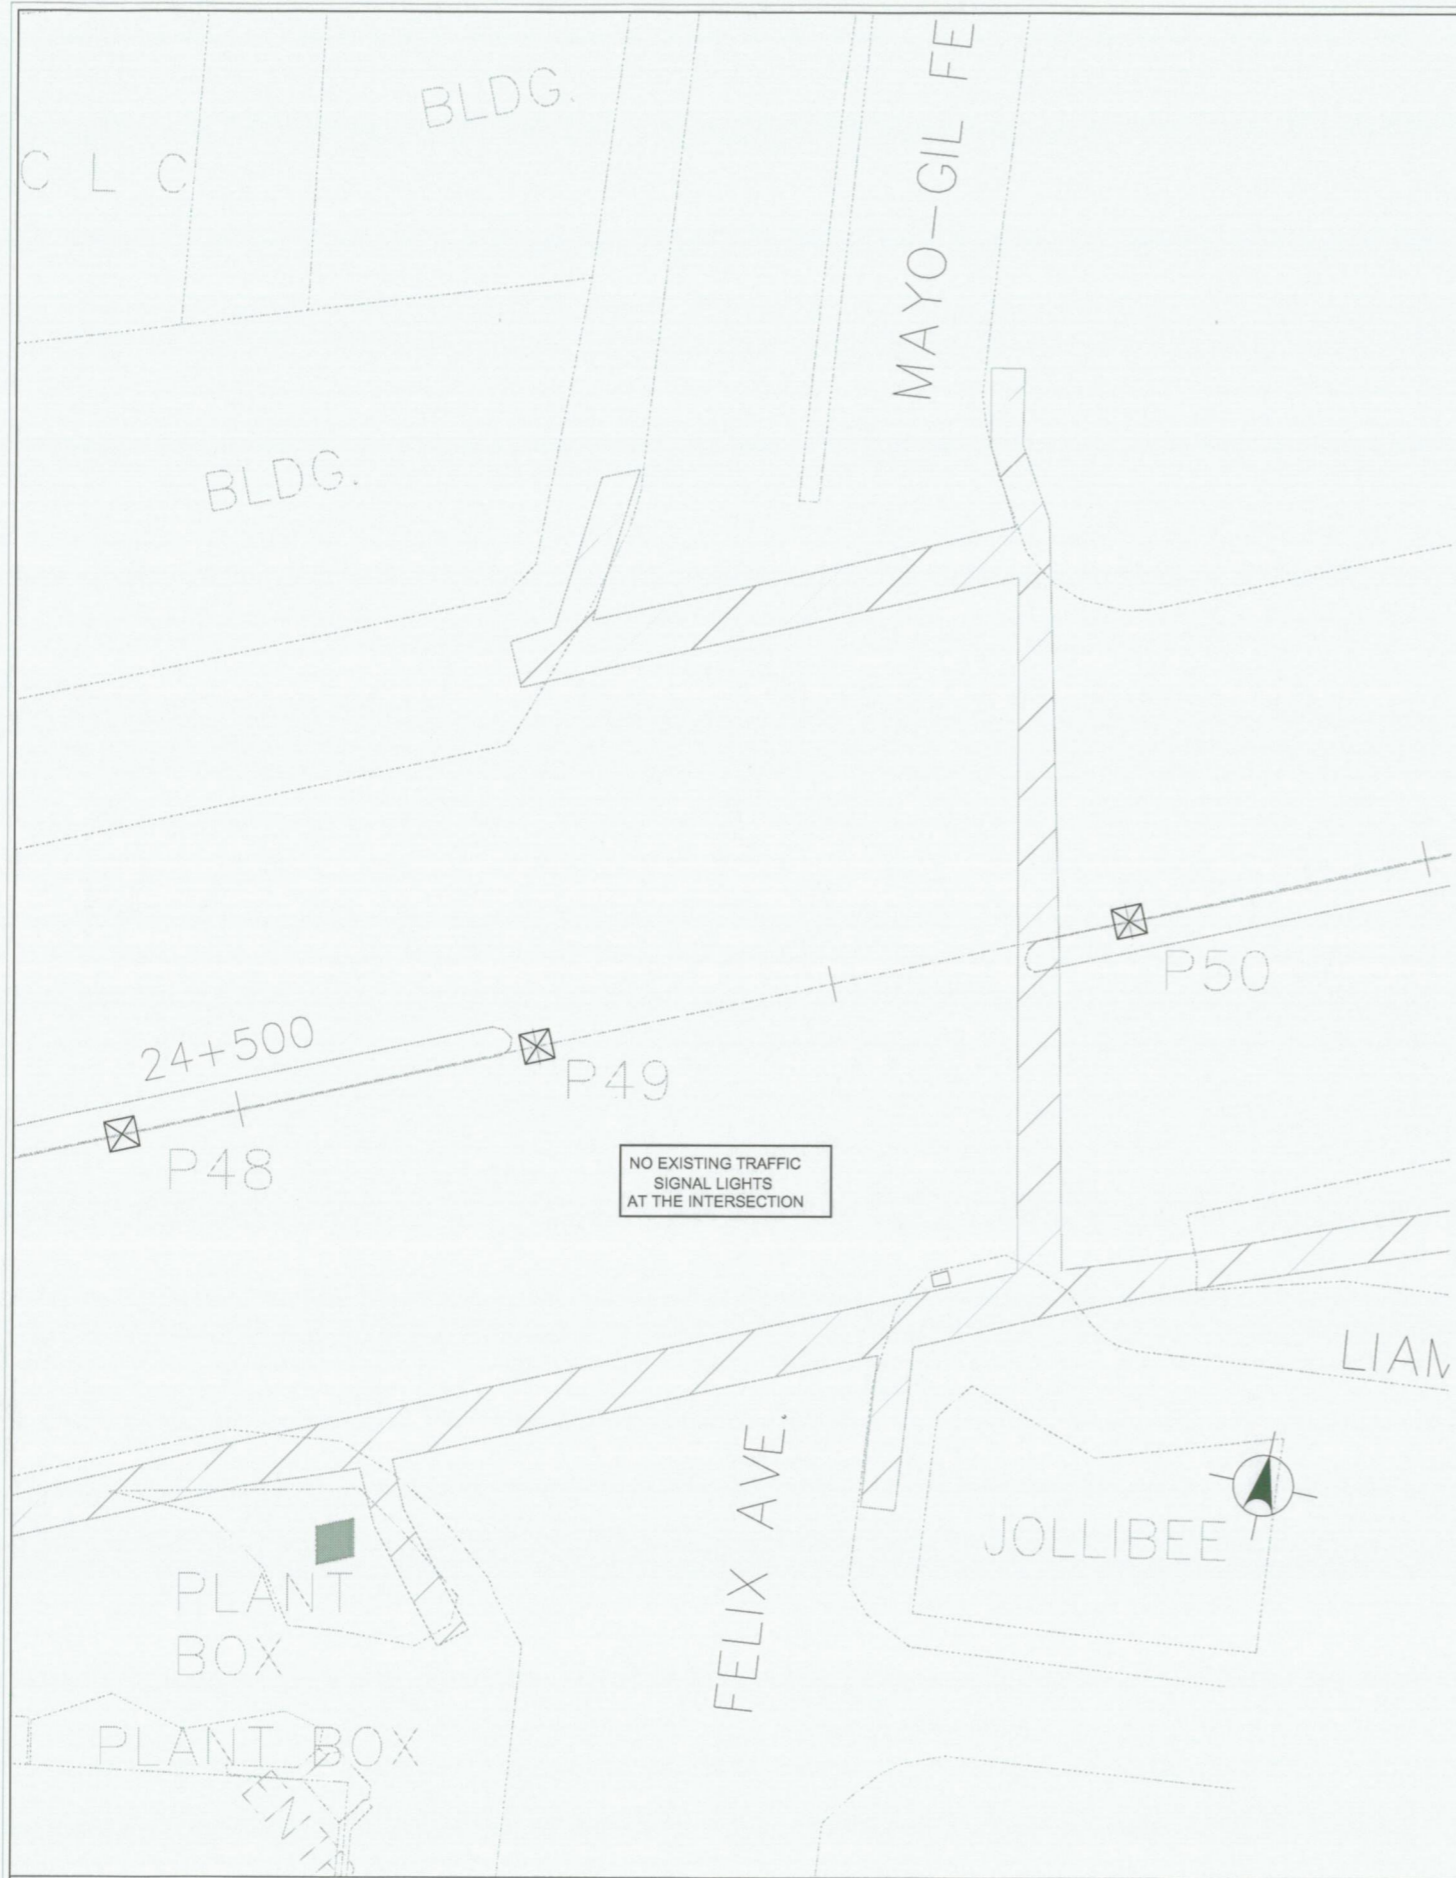 BLDG.
C L C
MAYO-GIL FE
BLDG.
P50
24+500
P49
P48
NO EXISTING TRAFFIC
SIGNAL LIGHTS
AT THE INTERSECTION
LIAM
FELIX AVE.
JOLLIBEE
PLANT
BOX
PLANT BOX